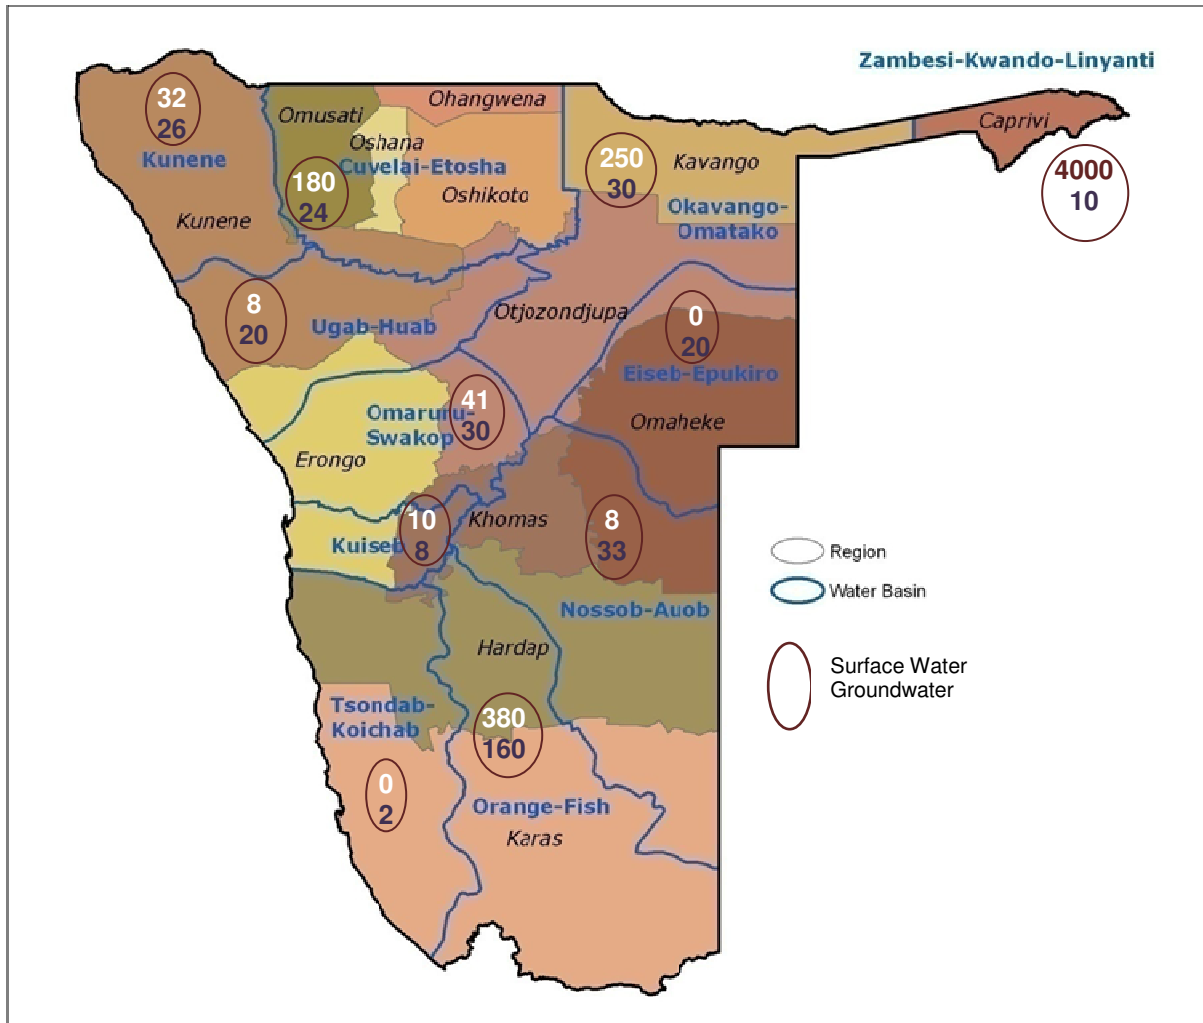 Zambesi-Kwando-Linyanti
32
26
Kunene
Kunene
Omusati
Ohangwena
Oshana
Cuvelai-Etosha
180
24
Oshikoto
250
30
Kavango
Okavango-
Omatako
Caprivi
4000
10
8
20
Ugab-Huab
Otjozondjupa
0
20
Eiseb-Epukiro
Omaheke
Omaruru-
Swakop
41
30
Erongo
Kuiseb
10
8
Khomas
8
33
Nossob-Auob
Hardap
Tsondab-
Koichab
380
160
0
2
Orange-Fish
Karas
Region
Water Basin
Surface Water
Groundwater